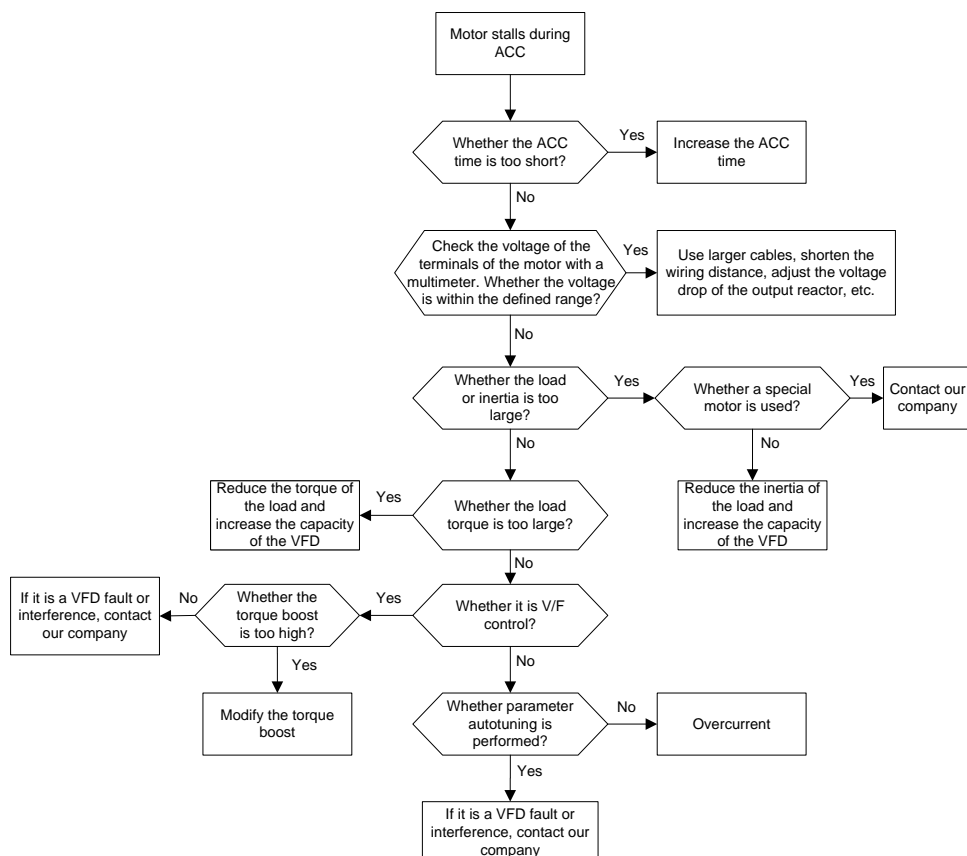 Motor stalls during
ACC
Whether the ACC
time is too short?
Yes
Increase the ACC
time
No
Check the voltage of the
terminals of the motor with a
multimeter. Whether the voltage
is within the defined range?
Yes
Use larger cables, shorten the
wiring distance, adjust the voltage
drop of the output reactor, etc.
No
Whether the load
or inertia is too
large?
Yes
Whether a special
motor is used?
Yes
Contact our
company
No
No
Reduce the inertia of
the load and
increase the capacity
of the VFD
Whether the load
torque is too large?
Yes
Reduce the torque of
the load and
increase the capacity
of the VFD
No
Whether it is V/F
control?
Yes
Whether the
torque boost
is too high?
No
If it is a VFD fault or
interference, contact
our company
Yes
Modify the torque
boost
No
Whether parameter
autotuning is
performed?
No
Overcurrent
Yes
If it is a VFD fault or
interference, contact our
company